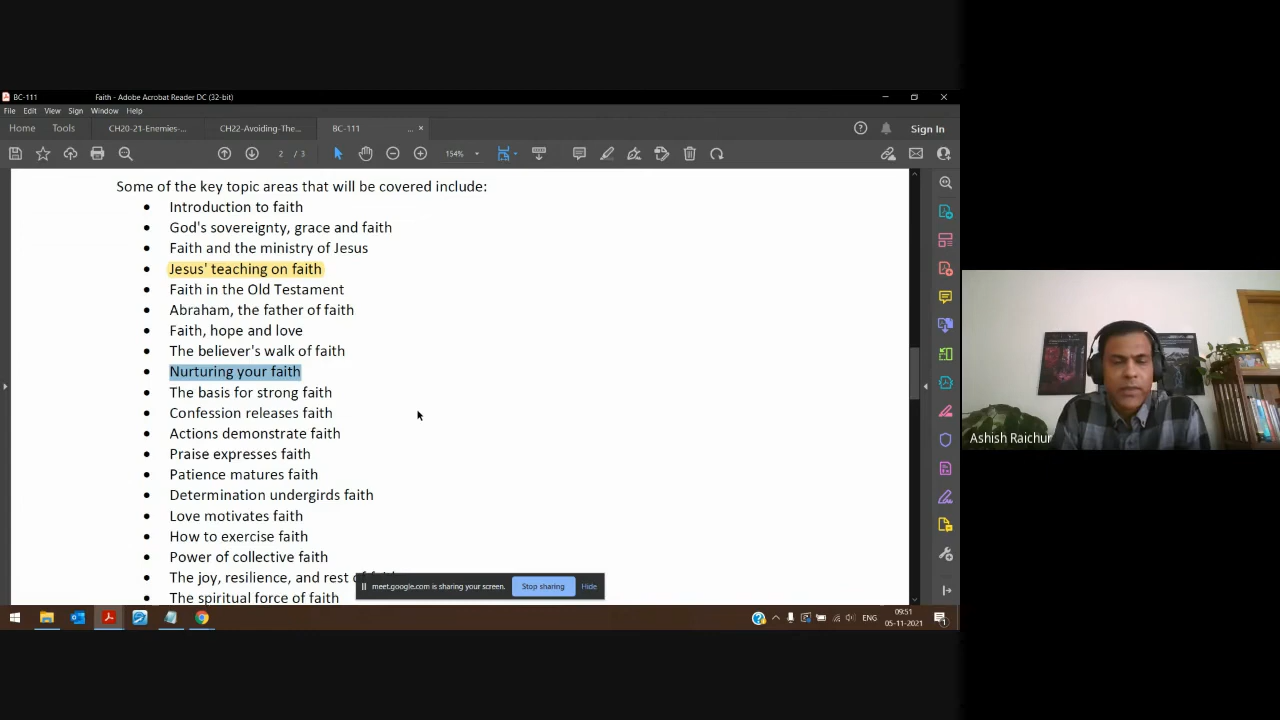 BC-111 Faith - Adobe Acrobat Reader DC (32-bit)
File Edit View Sign Window Help
Home Tools CH20-21-Enemies-... CH22-Avoiding-The... BC-111 ... × Sign In
2 / 3 154%
Some of the key topic areas that will be covered include:
• Introduction to faith
• God's sovereignty, grace and faith
• Faith and the ministry of Jesus
• Jesus' teaching on faith
• Faith in the Old Testament
• Abraham, the father of faith
• Faith, hope and love
• The believer's walk of faith
• Nurturing your faith
• The basis for strong faith
• Confession releases faith
• Actions demonstrate faith
• Praise expresses faith
• Patience matures faith
• Determination undergirds faith
• Love motivates faith
• How to exercise faith
• Power of collective faith
• The joy, resilience, and rest of
• The spiritual force of faith
meet.google.com is sharing your screen. Stop sharing Hide
Ashish Raichur
ENG
09:51
05-11-2021